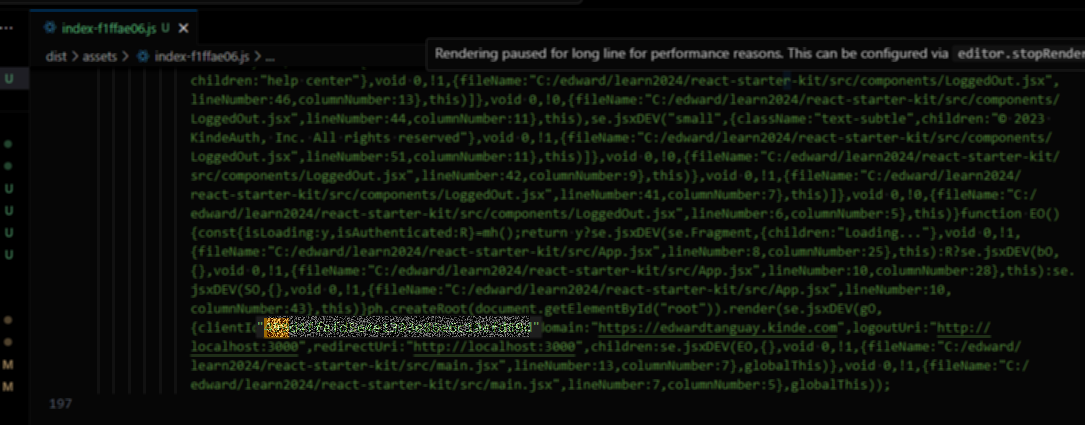 index-f1ffae06.js U ×
dist > assets > index-f1ffae06.js > ...
Rendering paused for long line for performance reasons. This can be configured via editor.stopRende
children:"help center"},void 0,!1,{fileName:"C:/edward/learn2024/react-starter-kit/src/components/LoggedOut.jsx",
lineNumber:46,columnNumber:13},this)]},void 0,!0,{fileName:"C:/edward/learn2024/react-starter-kit/src/components/
LoggedOut.jsx",lineNumber:44,columnNumber:11},this),se.jsxDEV("small",{className:"text-subtle",children:"© 2023
KindeAuth, Inc. All rights reserved"},void 0,!1,{fileName:"C:/edward/learn2024/react-starter-kit/src/components/
LoggedOut.jsx",lineNumber:51,columnNumber:11},this)]},void 0,!0,{fileName:"C:/edward/learn2024/react-starter-kit/
src/components/LoggedOut.jsx",lineNumber:42,columnNumber:9},this)},void 0,!1,{fileName:"C:/edward/learn2024/
react-starter-kit/src/components/LoggedOut.jsx",lineNumber:41,columnNumber:7},this)]},void 0,!0,{fileName:"C:/
edward/learn2024/react-starter-kit/src/components/LoggedOut.jsx",lineNumber:6,columnNumber:5},this)}function EO()
{const{isLoading:y,isAuthenticated:R}=mh();return y?se.jsxDEV(se.Fragment,{children:"Loading..."},void 0,!1,
{fileName:"C:/edward/learn2024/react-starter-kit/src/App.jsx",lineNumber:8,columnNumber:25},this):R?se.jsxDEV(bO,
{},void 0,!1,{fileName:"C:/edward/learn2024/react-starter-kit/src/App.jsx",lineNumber:10,columnNumber:28},this):se.
jsxDEV(SO,{},void 0,!1,{fileName:"C:/edward/learn2024/react-starter-kit/src/App.jsx",lineNumber:10,
columnNumber:43},this)}ph.createRoot(document.getElementById("root")).render(se.jsxDEV(gO,
{clientId omain:"https://edwardtanguay.kinde.com",logoutUri:"http://
localhost:3000",redirectUri:"http://localhost:3000",children:se.jsxDEV(EO,{},void 0,!1,{fileName:"C:/edward/
learn2024/react-starter-kit/src/main.jsx",lineNumber:13,columnNumber:7},globalThis)},void 0,!1,{fileName:"C:/
edward/learn2024/react-starter-kit/src/main.jsx",lineNumber:7,columnNumber:5},globalThis));
197
U
U
U
U
U
M
M